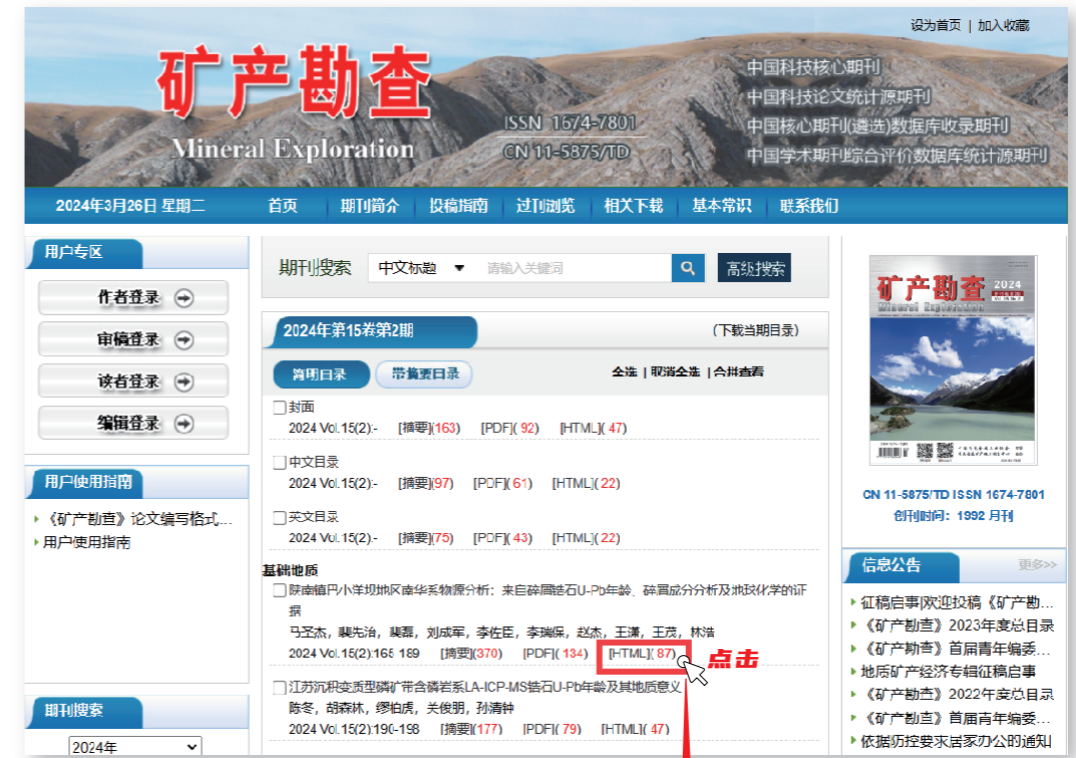 设为首页 | 加入收藏
矿产勘查
Mineral Exploration
ISSN 1674-7801
CN 11-5875/TD
中国科技核心期刊
中国科技论文统计源期刊
中国核心期刊(遴选)数据库收录期刊
中国学术期刊综合评价数据库统计源期刊
2024年3月26日 星期二
首页 | 期刊简介 | 投稿指南 | 过刊浏览 | 相关下载 | 基本常识 | 联系我们
用户专区
作者登录
审稿登录
读者登录
编辑登录
用户使用指南
《矿产勘查》论文编写格式...
用户使用指南
期刊搜索
2024年
期刊搜索 中文标题 请输入关键词 高级搜索
2024年第15卷第2期 (下载当期目录)
简明目录 带摘要目录 全选 | 取消全选 | 合并查看
封面
2024 Vol. 15(2):- [摘要](163) [PDF]( 92) [HTML]( 47)
中文目录
2024 Vol. 15(2):- [摘要](97) [PDF]( 61) [HTML]( 22)
英文目录
2024 Vol. 15(2):- [摘要](75) [PDF]( 43) [HTML]( 22)
基础地质
陕南镇巴小洋坝地区南华系物源分析：来自碎屑锆石U-Pb年龄、碎屑成分分析及地球化学的证
据
马圣杰, 裴先治, 裴磊, 刘成军, 李佐臣, 李瑞保, 赵杰, 王潇, 王茂, 林浩
2024 Vol. 15(2):165-189 [摘要](370) [PDF]( 134) [HTML]( 87)
点击
江苏沉积变质型磷矿带含磷岩系LA-ICP-MS锆石U-Pb年龄及其地质意义
陈冬, 胡森林, 缪柏虎, 关俊朋, 孙清钟
2024 Vol. 15(2):190-198 [摘要](177) [PDF]( 79) [HTML]( 47)
矿产勘查 2024
Mineral Exploration
CN 11-5875/TD ISSN 1674-7801
创刊时间：1992 月刊
信息公告 更多>>
征稿启事|欢迎投稿《矿产勘...
《矿产勘查》2023年度总目录
《矿产勘查》首届青年编委...
地质矿产经济专辑征稿启事
《矿产勘查》2022年度总目录
《矿产勘查》首届青年编委...
依据防控要求居家办公的通知